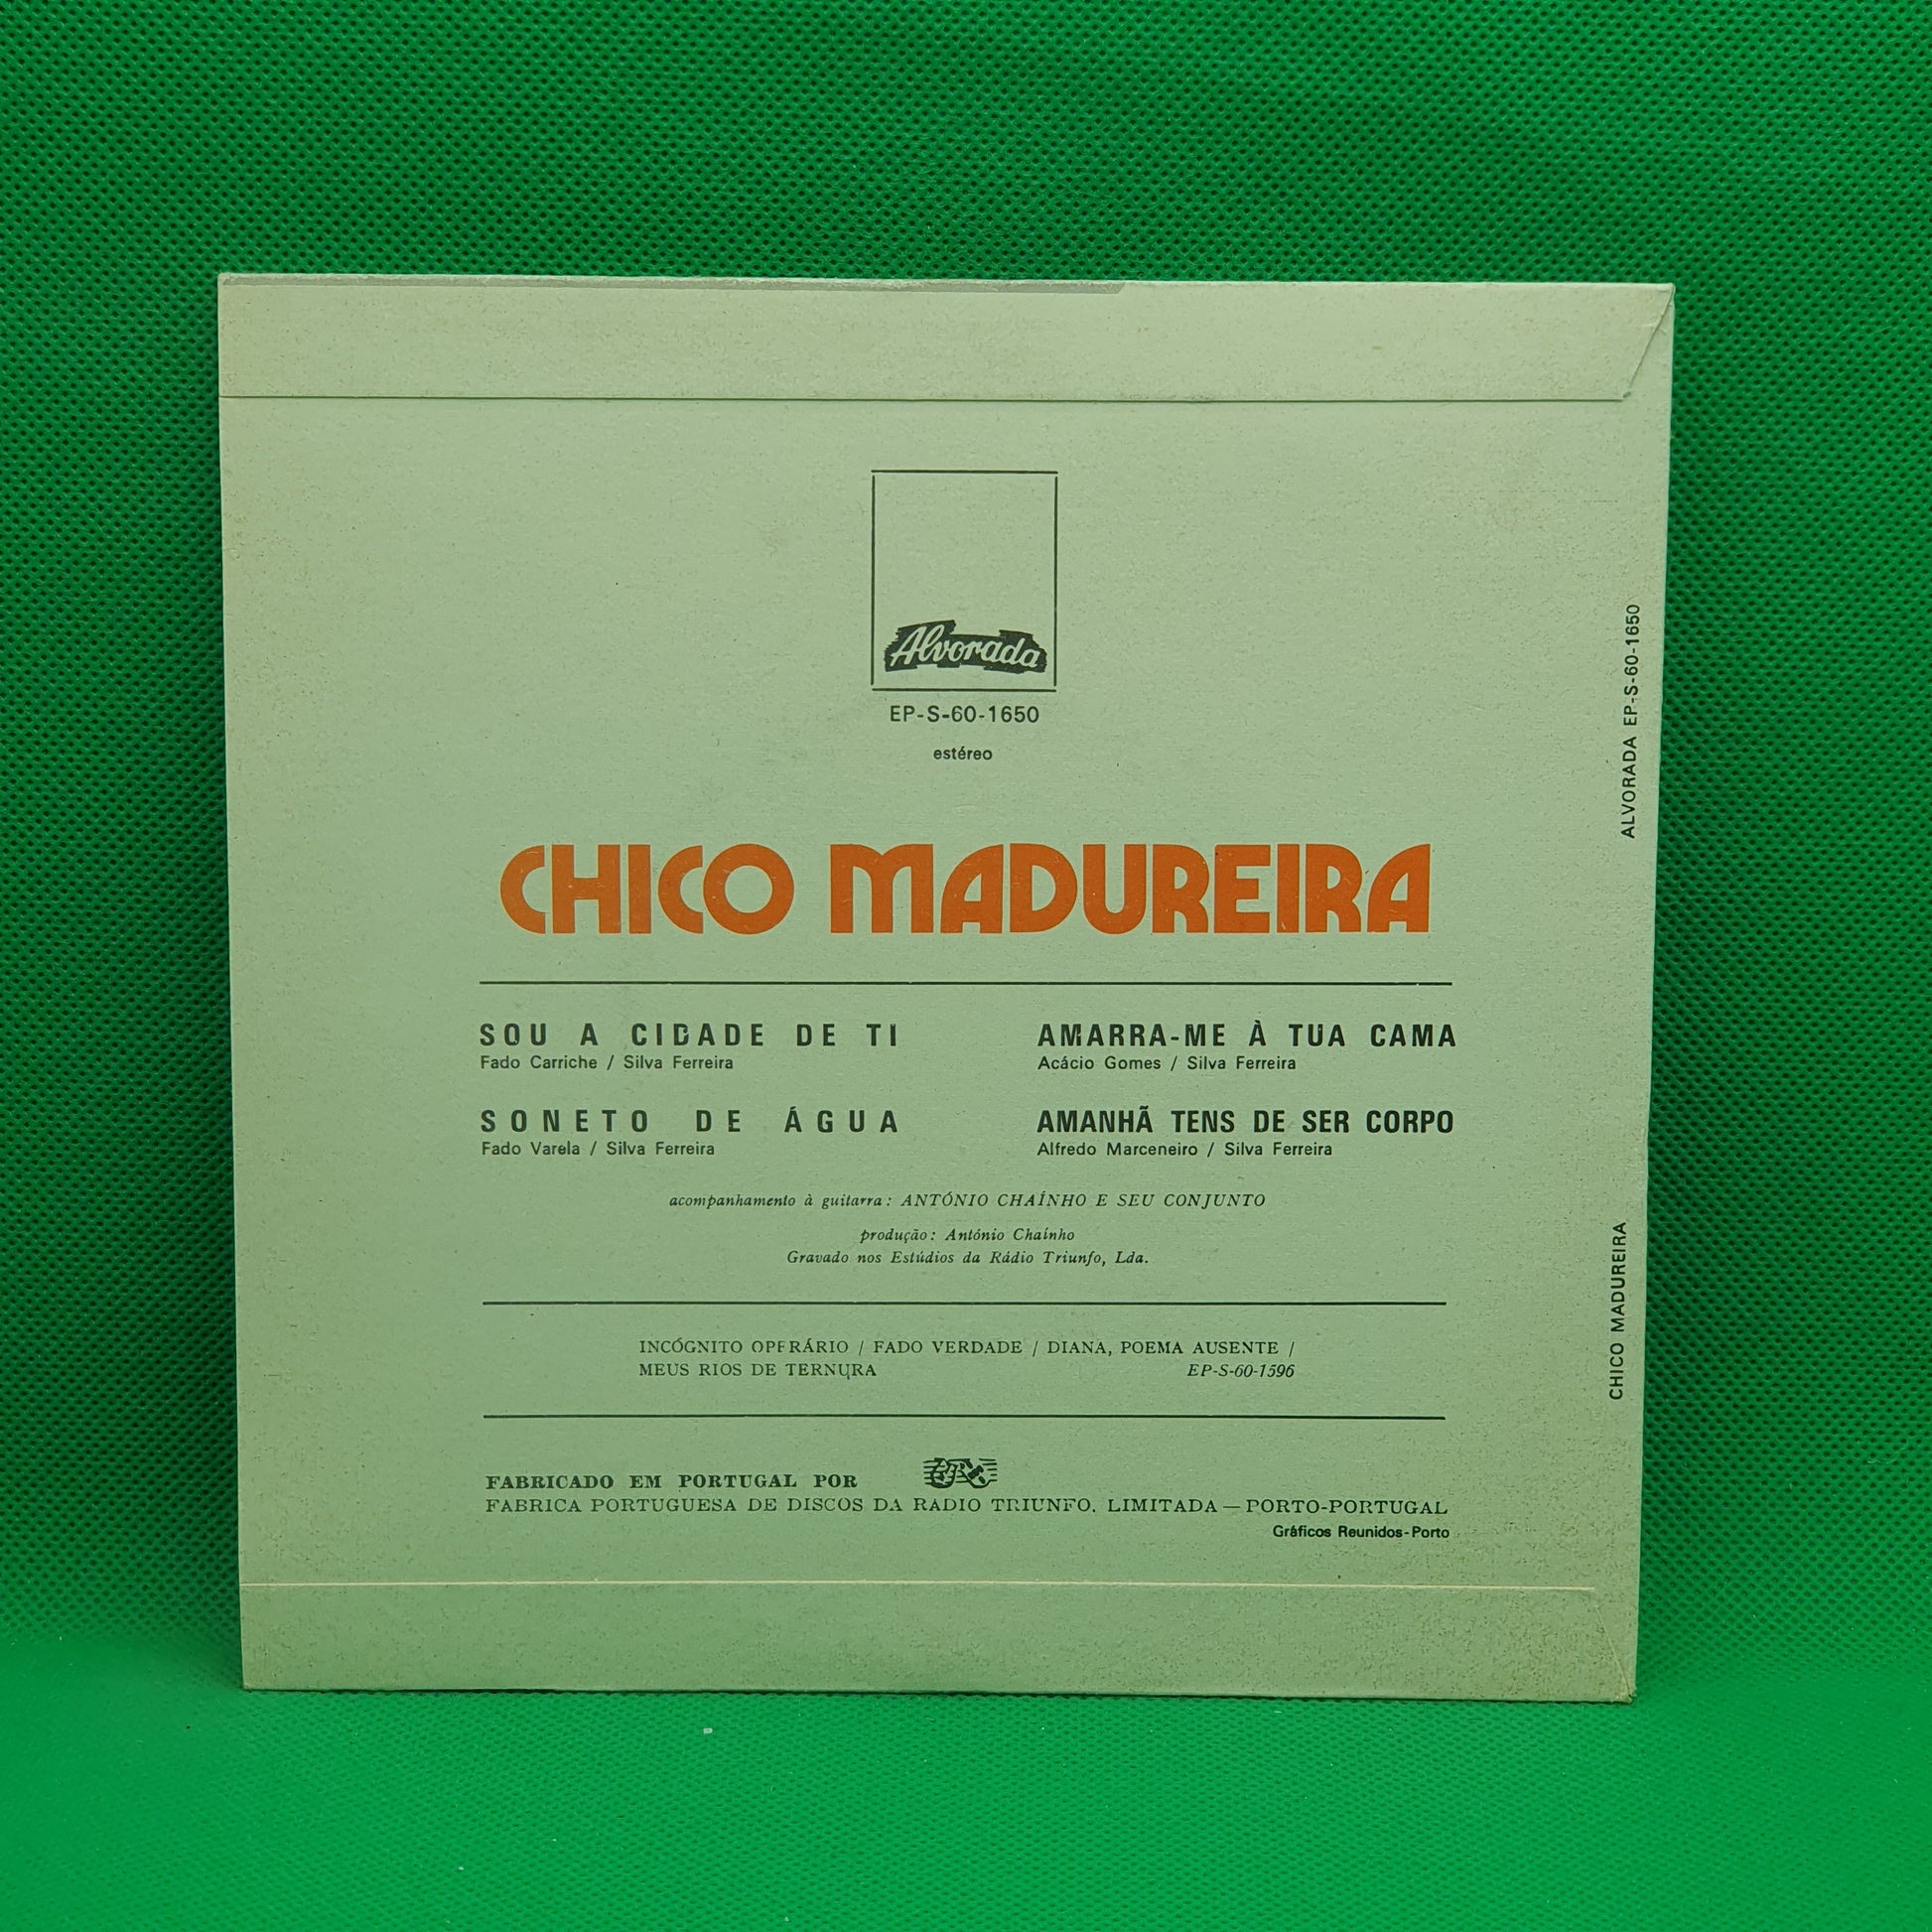 Alvorada
EP-S-60-1650
estéreo
CHICO MADUREIRA
SOU A CIDADE DE TI
Fado Carriche / Silva Ferreira
SONETO DE ÁGUA
Fado Varela / Silva Ferreira
AMARRA-ME À TUA CAMA
Acácio Gomes / Silva Ferreira
AMANHÃ TENS DE SER CORPO
Alfredo Marceneiro / Silva Ferreira
acompanhamento à guitarra: ANTÓNIO CHAÍNHO E SEU CONJUNTO
produção: António Chaínho
Gravado nos Estúdios da Rádio Triunfo, Lda.
INCÓGNITO OPERÁRIO / FADO VERDADE / DIANA, POEMA AUSENTE /
MEUS RIOS DE TERNURA EP-S-60-1596
FABRICADO EM PORTUGAL POR
FABRICA PORTUGUESA DE DISCOS DA RADIO TRIUNFO. LIMITADA — PORTO-PORTUGAL
Gráficos Reunidos-Porto
ALVORADA EP-S-60-1650
CHICO MADUREIRA